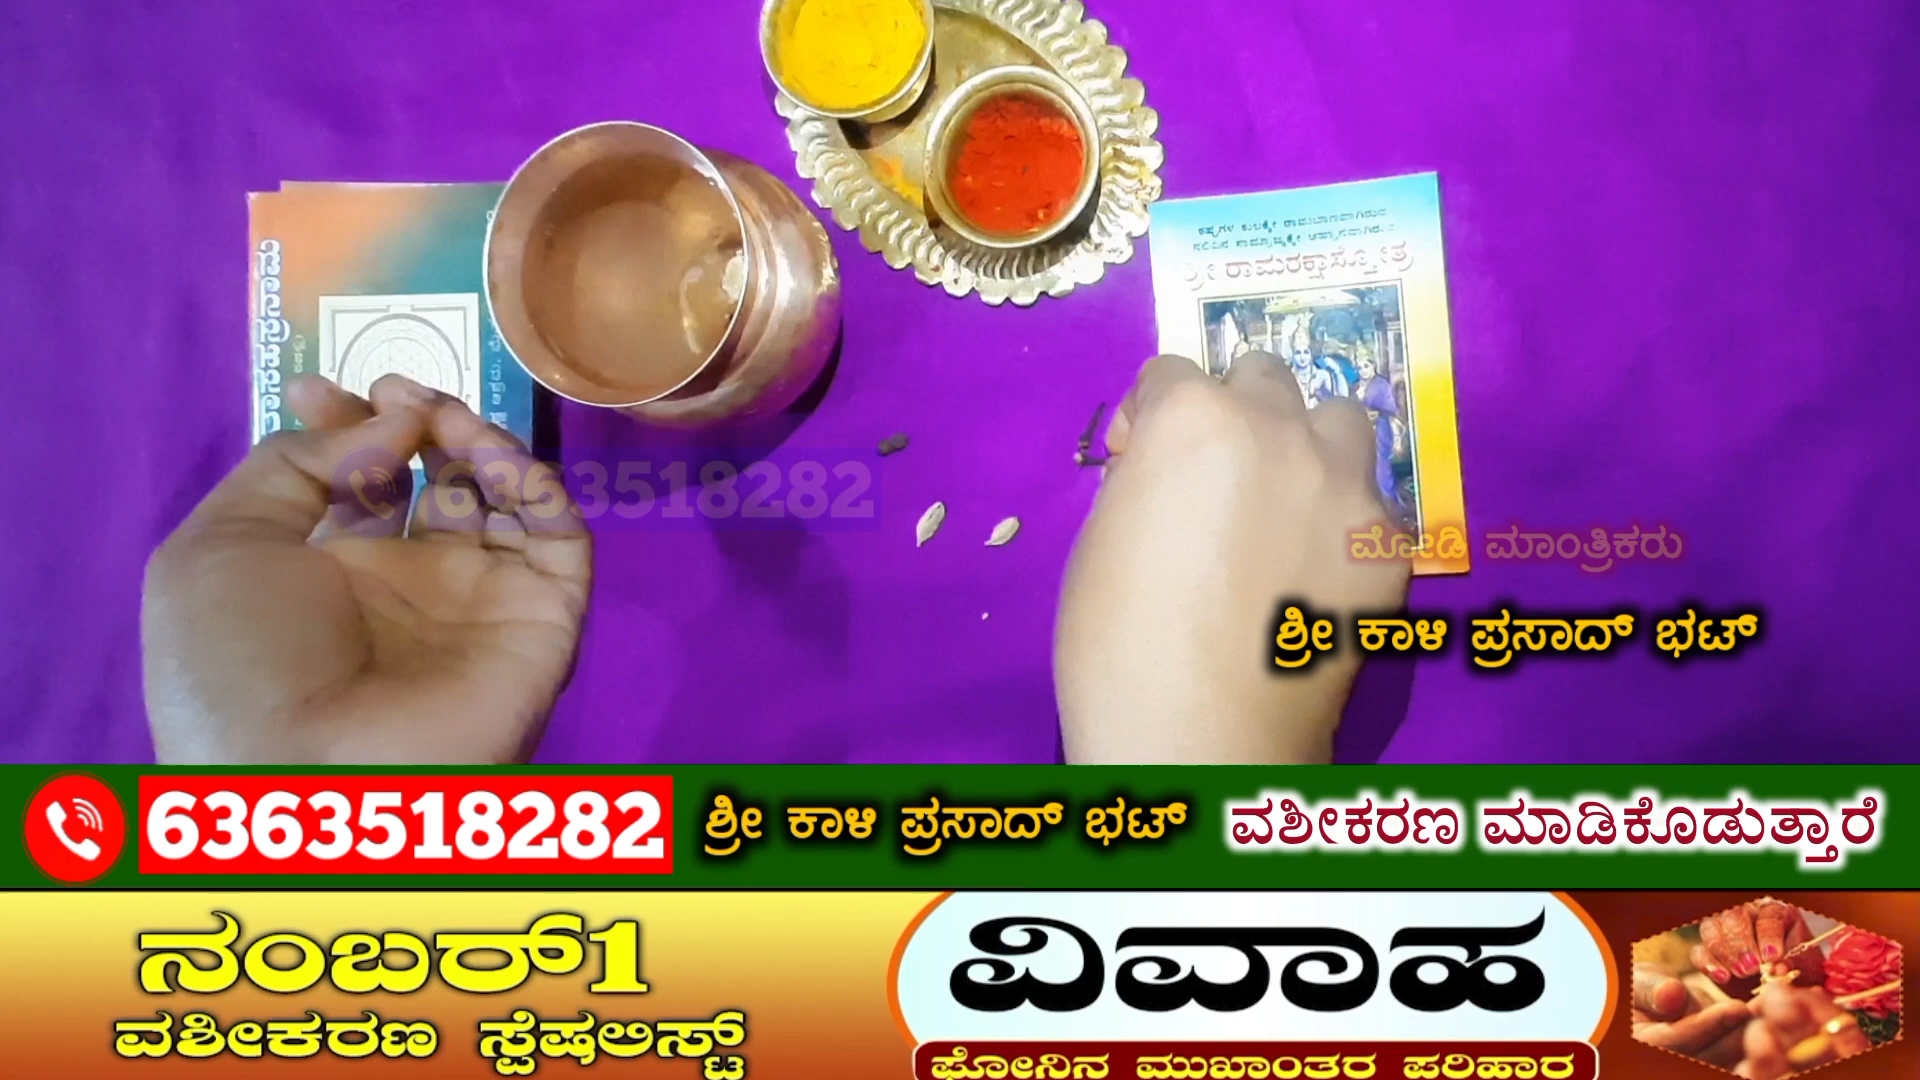 ಶ್ರೀ ರಾಮರಕ್ಷಾಸ್ತೋತ್ರ
6363518282
ಮೋಡಿ ಮಾಂತ್ರಿಕರು
ಶ್ರೀ ಕಾಳಿ ಪ್ರಸಾದ್ ಭಟ್
6363518282 ಶ್ರೀ ಕಾಳಿ ಪ್ರಸಾದ್ ಭಟ್ ವಶೀಕರಣ ಮಾಡಿಕೊಡುತ್ತಾರೆ
ನಂಬರ್1
ವಶೀಕರಣ ಸ್ಪೆಷಲಿಸ್ಟ್
ವಿವಾಹ
ಫೋನಿನ ಮುಖಾಂತರ ಪರಿಹಾರ